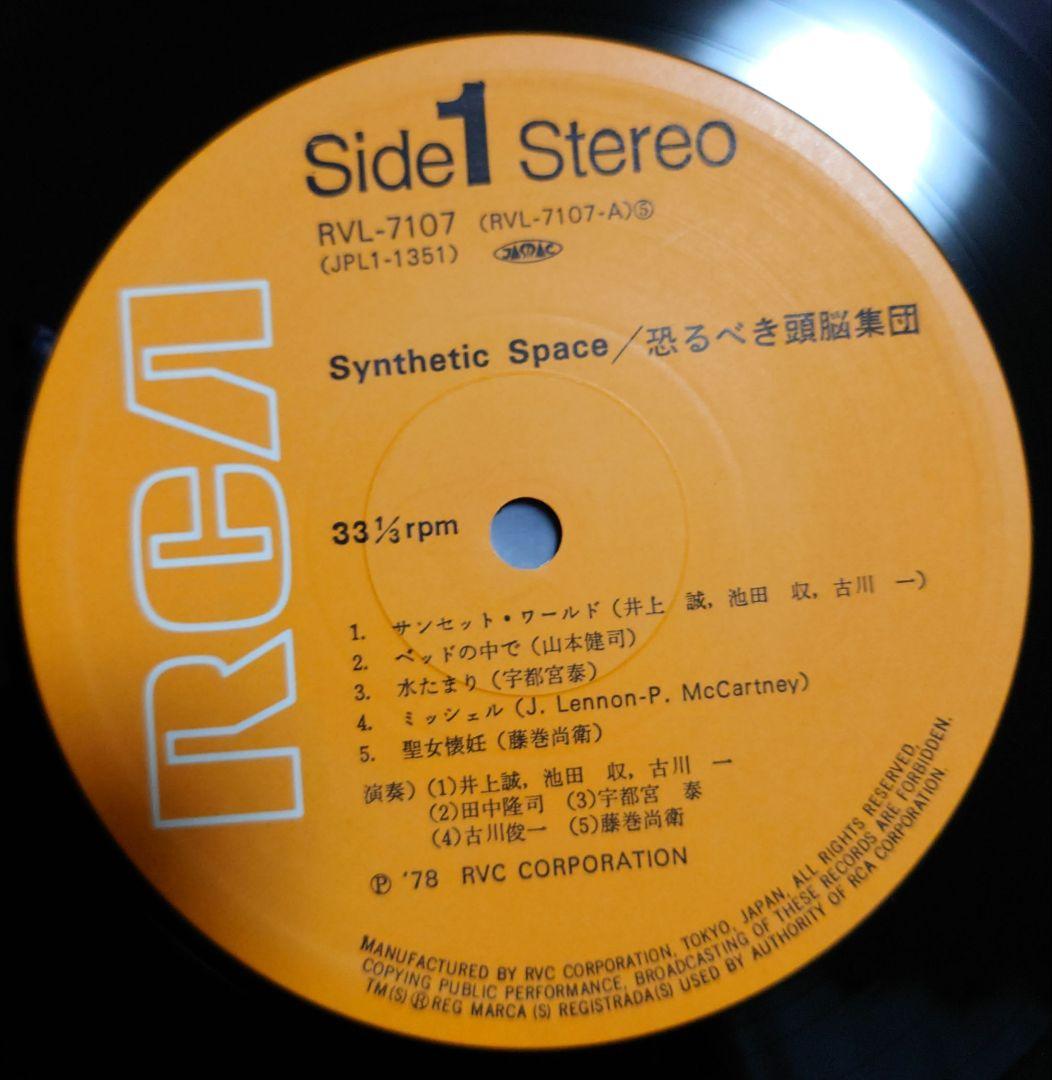 Side 1 Stereo
RVL-7107 (RVL-7107-A)⑤
(JPL1-1351) JASRAC
Synthetic Space/恐るべき頭脳集団
RCA
33 1/3 rpm
1. サンセット・ワールド(井上 誠, 池田 収, 古川 一)
2. ベッドの中で(山本健司)
3. 水たまり(宇都宮泰)
4. ミッシェル(J. Lennon-P. McCartney)
5. 聖女懐妊(藤巻尚衛)
演奏)(1)井上誠, 池田 収, 古川 一
(2)田中隆司 (3)宇都宮 泰
(4)古川俊一 (5)藤巻尚衛
Ⓟ '78 RVC CORPORATION
MANUFACTURED BY RVC CORPORATION, TOKYO, JAPAN, ALL RIGHTS RESERVED,
COPYING PUBLIC PERFORMANCE, BROADCASTING OF THESE RECORDS ARE FORBIDDEN.
TM(S) ® REG MARCA (S) REGISTRADA(S) USED BY AUTHORITY OF RCA CORPORATION.